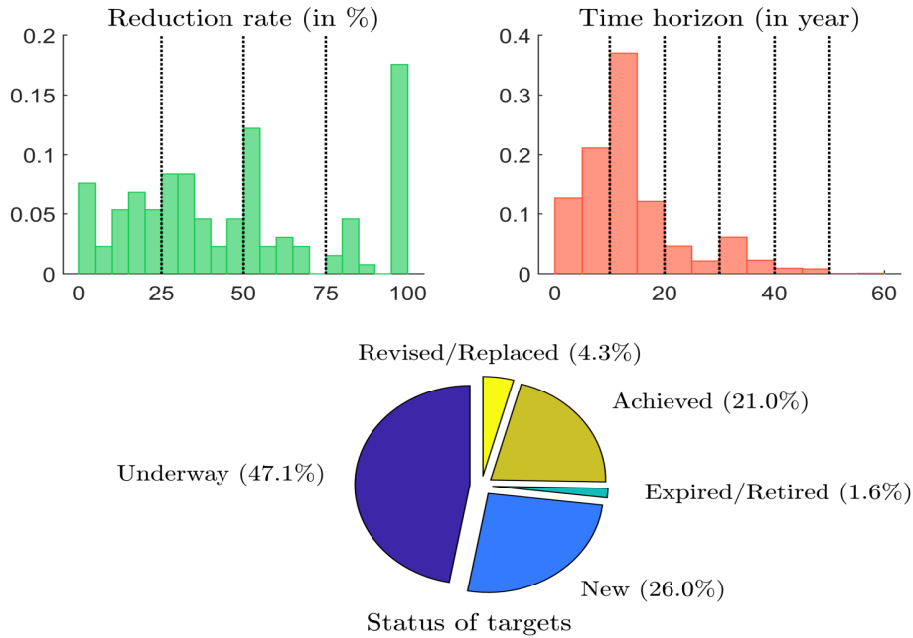 Reduction rate (in %)
0.2
0.15
0.1
0.05
0
0 25 50 75 100
Time horizon (in year)
0.4
0.3
0.2
0.1
0
0 20 40 60
Revised/Replaced (4.3%)
Achieved (21.0%)
Underway (47.1%)
Expired/Retired (1.6%)
New (26.0%)
Status of targets